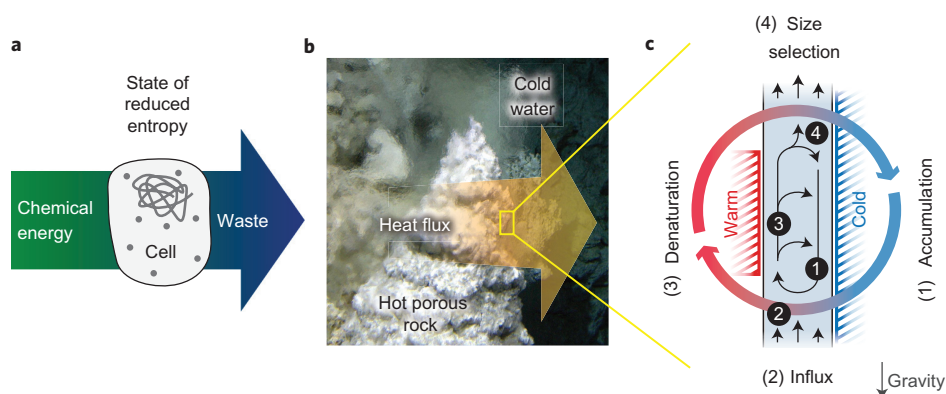 a
State of
reduced
entropy
Chemical
energy
Cell
Waste
b
Cold
water
Heat flux
Hot porous
rock
c
(4) Size
selection
4
(3) Denaturation
Warm
3
Cold
1
(1) Accumulation
2
(2) Influx
Gravity